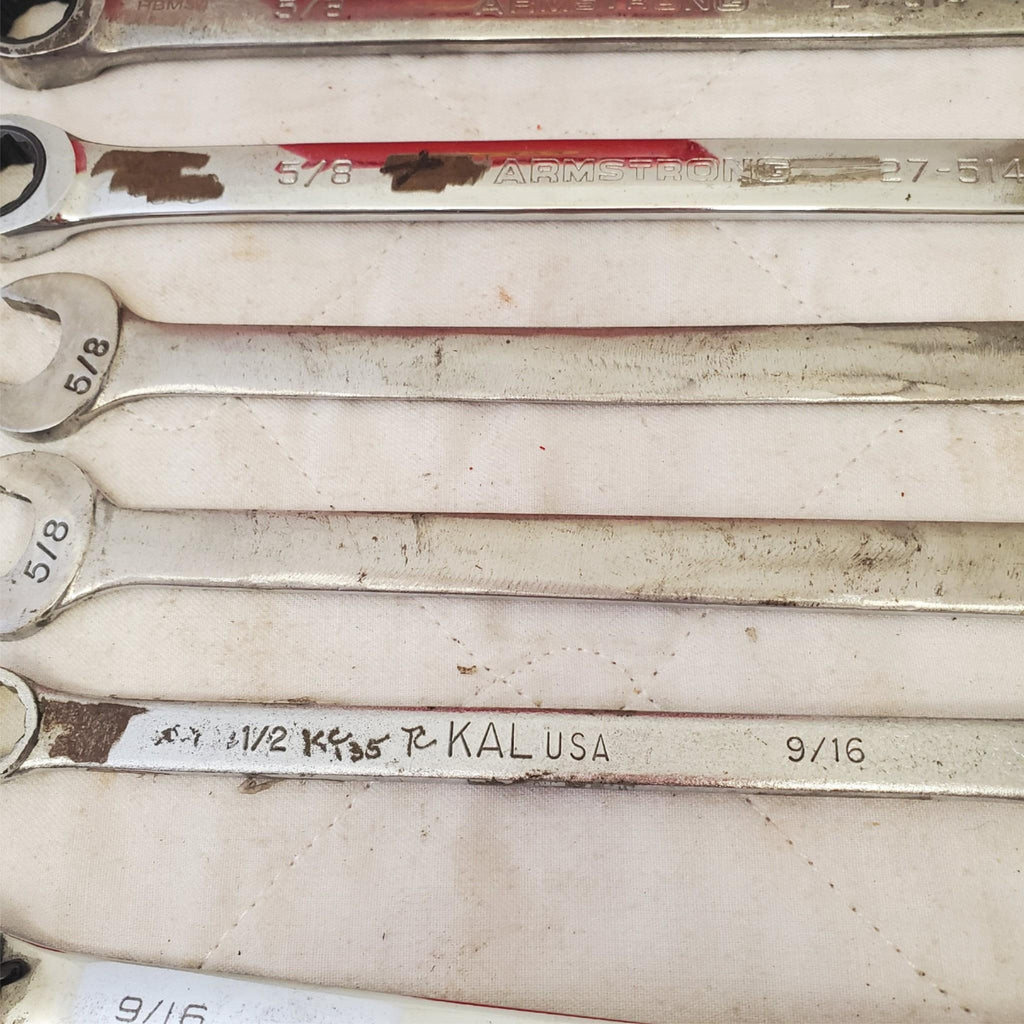 5/8 ARMSTRONG
5/8 ARMSTRONG 27-514
5/8
5/8
1/2 KAL USA 9/16
9/16